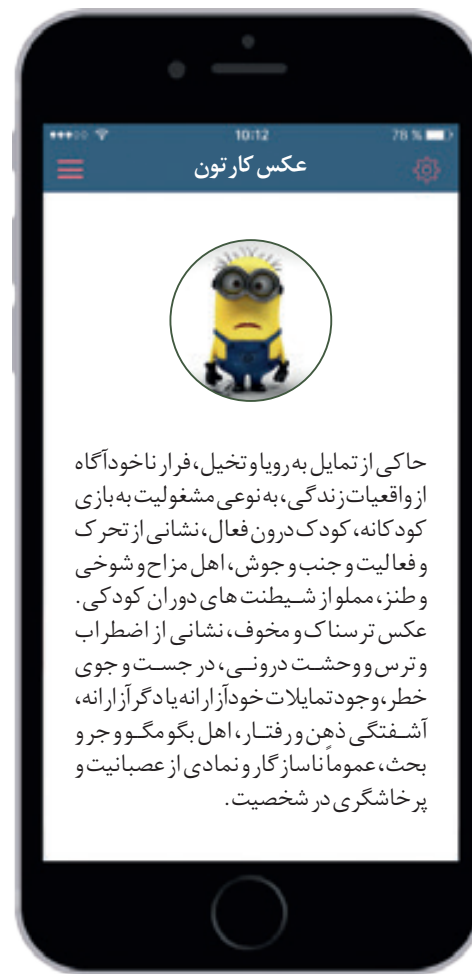 10:12
78 %
عکس کارتون
حاکی از تمایل به رویا و تخیل، فرار ناخودآگاه
از واقعیات زندگی، به نوعی مشغولیت به بازی
کودکانه، کودک درون فعال، نشانی از تحرک
و فعالیت و جنب و جوش، اهل مزاح و شوخی
و طنز، مملو از شیطنت های دوران کودکی.
عکس ترسناک و مخوف، نشانی از اضطراب
و ترس و وحشت درونی، در جست و جوی
خطر، وجود تمایلات خودآزارانه یا دگرآزارانه،
آشفتگی ذهن و رفتار، اهل بگو مگو و جر و
بحث، عموماً ناسازگار و نمادی از عصبانیت و
پرخاشگری در شخصیت.